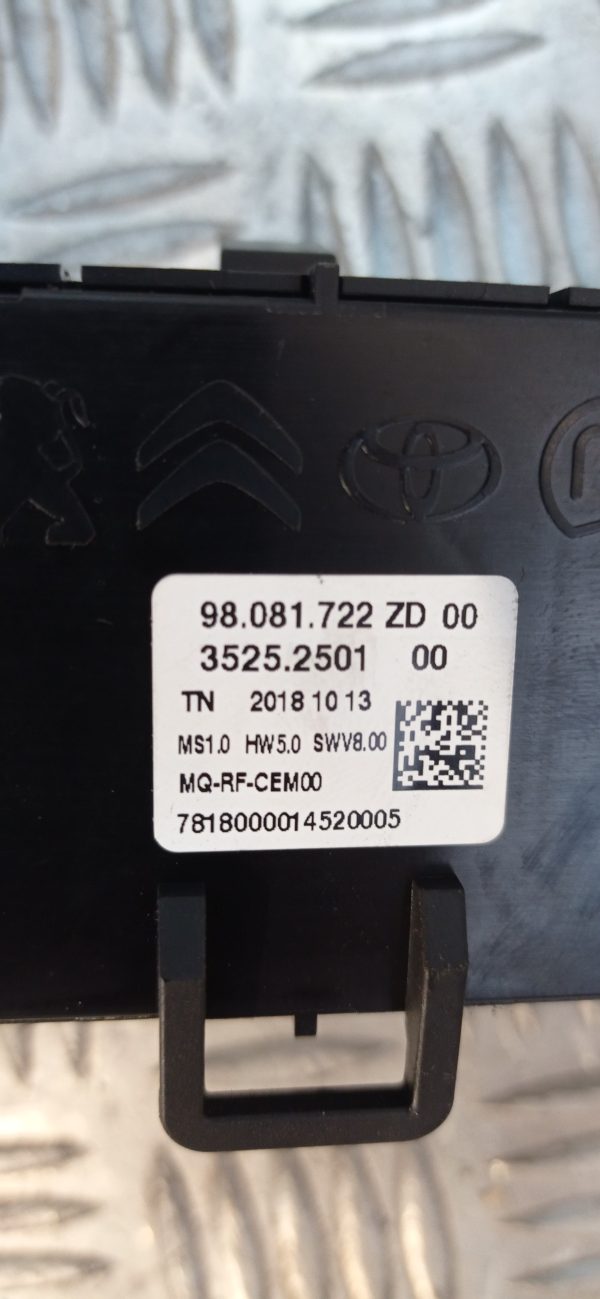 98.081.722 ZD 00
3525.2501 00
TN 2018 10 13
MS1.0 HW5.0 SWV8.00
MQ-RF-CEM00
7818000014520005